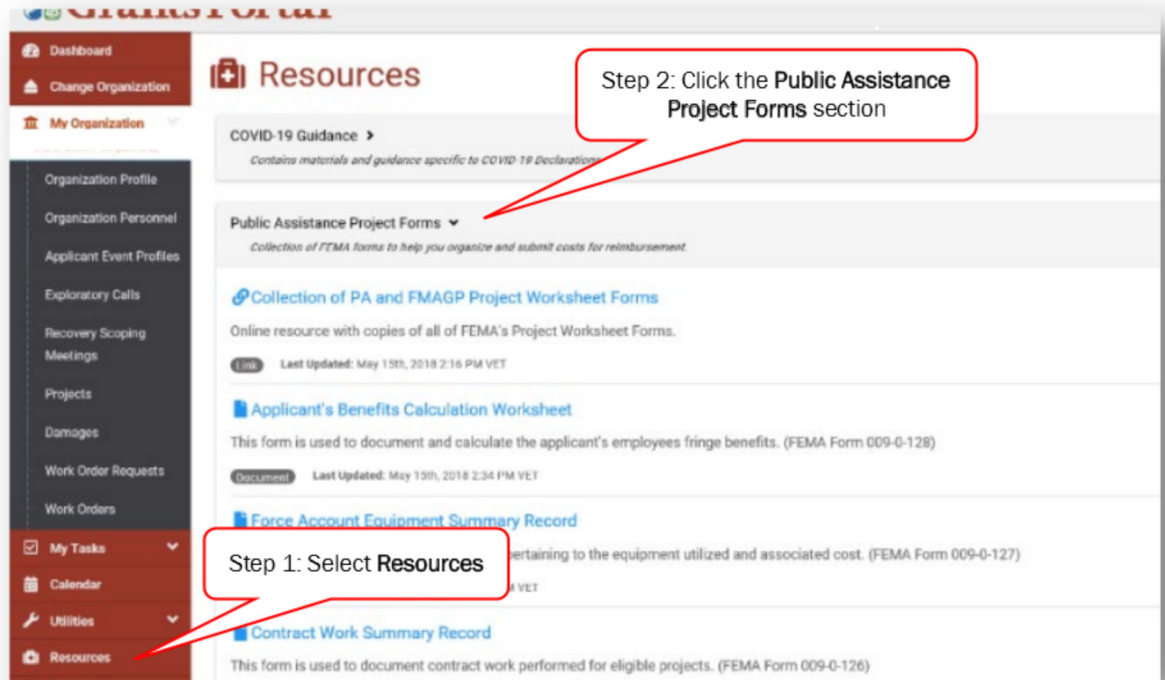 Grants Portal
Dashboard
Change Organization
My Organization
Organization Profile
Organization Personnel
Applicant Event Profiles
Exploratory Calls
Recovery Scoping
Meetings
Projects
Damages
Work Order Requests
Work Orders
My Tasks
Calendar
Utilities
Resources
Resources
Step 2: Click the Public Assistance
Project Forms section
COVID-19 Guidance >
Contains materials and guidance specific to COVID-19 Declarations
Public Assistance Project Forms
Collection of FEMA forms to help you organize and submit costs for reimbursement.
Collection of PA and FMAGP Project Worksheet Forms
Online resource with copies of all of FEMA's Project Worksheet Forms.
Link Last Updated: May 15th, 2018 2:16 PM VET
Applicant's Benefits Calculation Worksheet
This form is used to document and calculate the applicant's employees fringe benefits. (FEMA Form 009-0-128)
Document Last Updated: May 15th, 2018 2:34 PM VET
Force Account Equipment Summary Record
pertaining to the equipment utilized and associated cost. (FEMA Form 009-0-127)
VET
Step 1: Select Resources
Contract Work Summary Record
This form is used to document contract work performed for eligible projects. (FEMA Form 009-0-126)